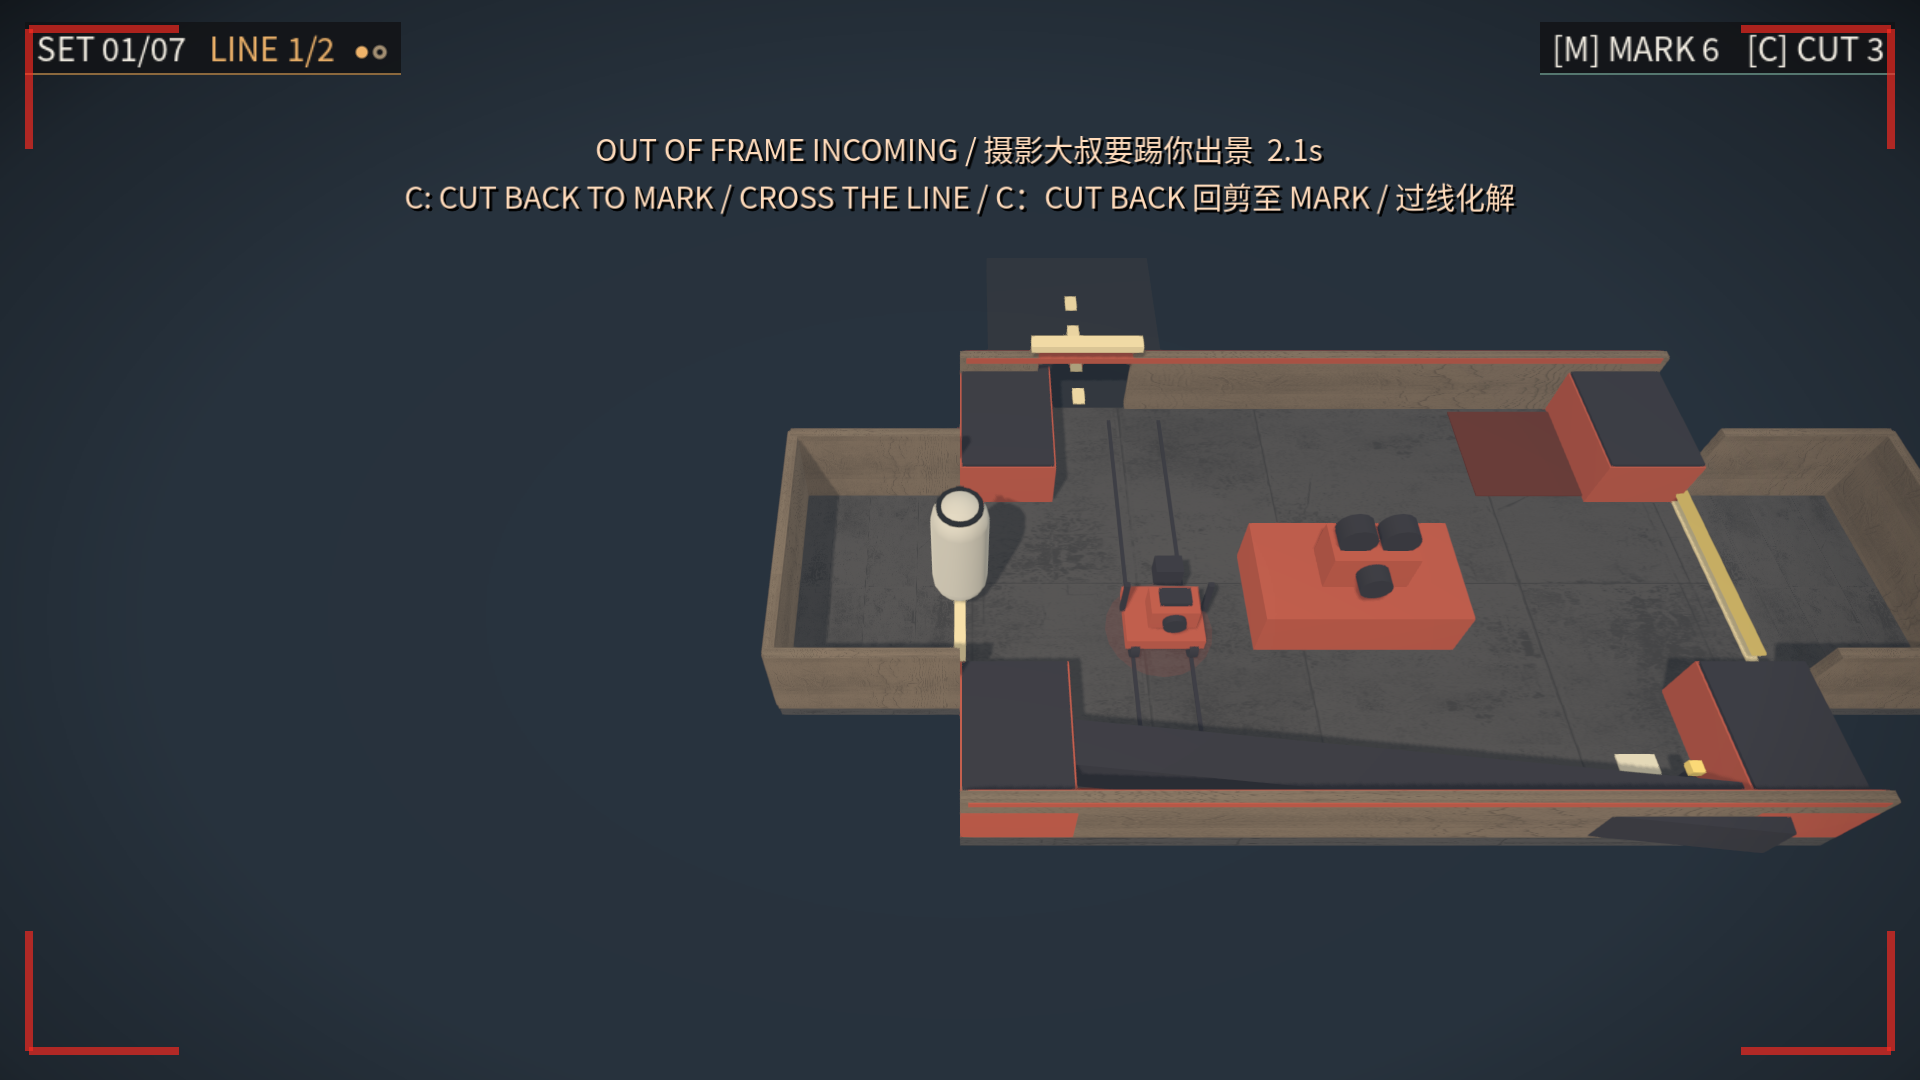 SET 01/07 LINE 1/2
[M] MARK 6 [C] CUT 3
OUT OF FRAME INCOMING / 摄影大叔要踢你出景 2.1s
C: CUT BACK TO MARK / CROSS THE LINE / C：CUT BACK 回剪至 MARK / 过线化解